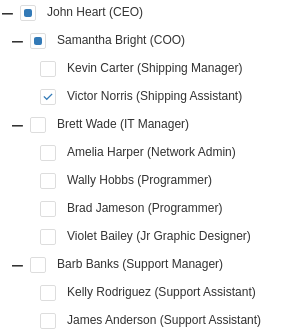 John Heart (CEO)
Samantha Bright (COO)
Kevin Carter (Shipping Manager)
Victor Norris (Shipping Assistant)
Brett Wade (IT Manager)
Amelia Harper (Network Admin)
Wally Hobbs (Programmer)
Brad Jameson (Programmer)
Violet Bailey (Jr Graphic Designer)
Barb Banks (Support Manager)
Kelly Rodriguez (Support Assistant)
James Anderson (Support Assistant)